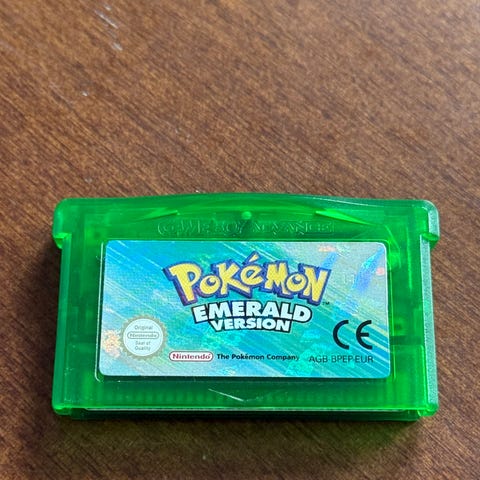 GAME BOY ADVANCE
POKéMON
EMERALD
VERSION
TM
Original
Nintendo
Seal of
Quality
Nintendo The Pokémon Company AGB-BPEP-EUR
CE